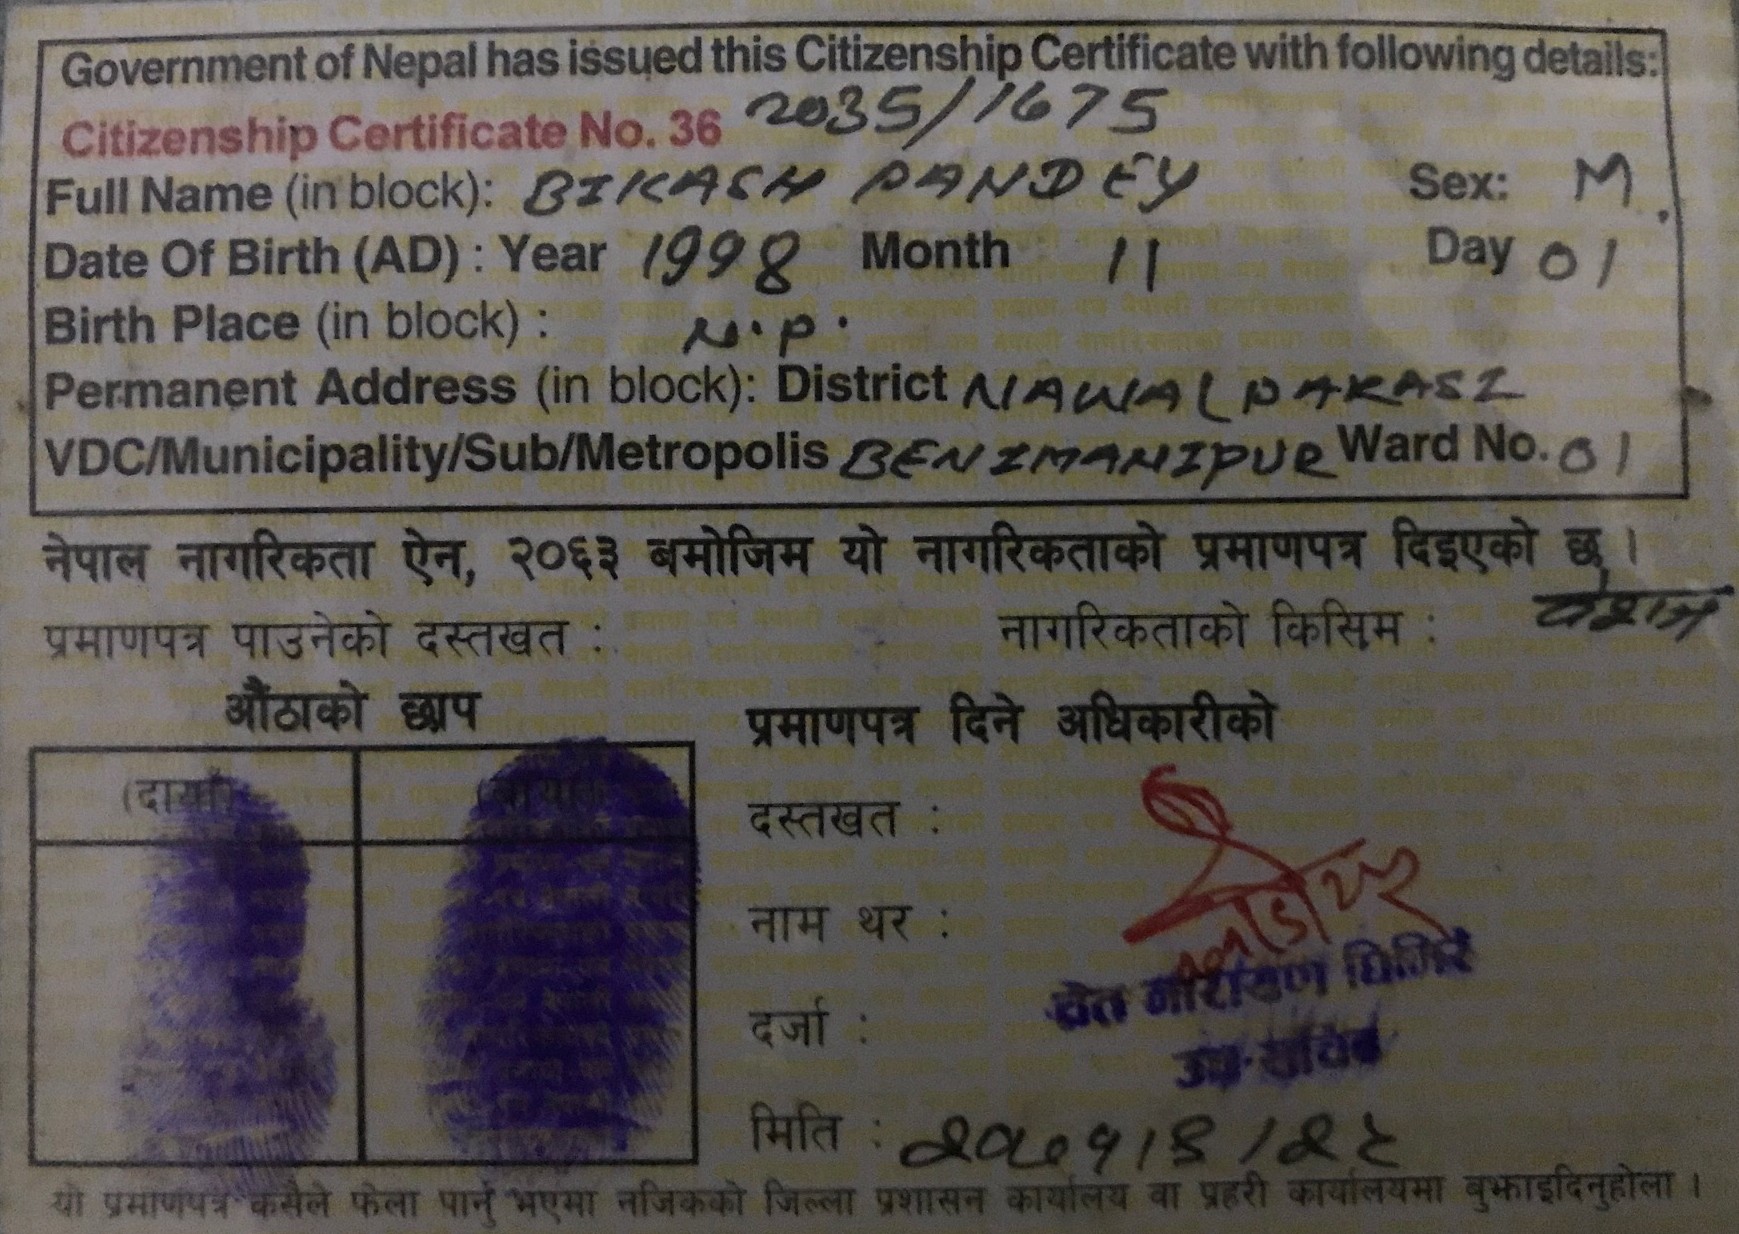 Government of Nepal has issued this Citizenship Certificate with following details:
Citizenship Certificate No. 36 2035/1675
Full Name (in block): BIKASH PANDEY Sex: M.
Date Of Birth (AD) : Year 1998 Month 11 Day 01
Birth Place (in block) : N.P.
Permanent Address (in block): District NAWALPARASI
VDC/Municipality/Sub/Metropolis BENIMANIPUR Ward No. 01
नेपाल नागरिकता ऐन, २०६३ बमोजिम यो नागरिकताको प्रमाणपत्र दिइएको छ ।
प्रमाणपत्र पाउनेको दस्तखत : नागरिकताको किसिम : वंशज
औंठाको छाप
प्रमाणपत्र दिने अधिकारीको
(दायाँ) (बायाँ)
दस्तखत :
नाम थर :
नारायण घिमिरे
दर्जा :
उप-सचिव
मिति :
यो प्रमाणपत्र कसैले फेला पार्नु भएमा नजिकको जिल्ला प्रशासन कार्यालय वा प्रहरी कार्यालयमा बुझाइदिनुहोला ।